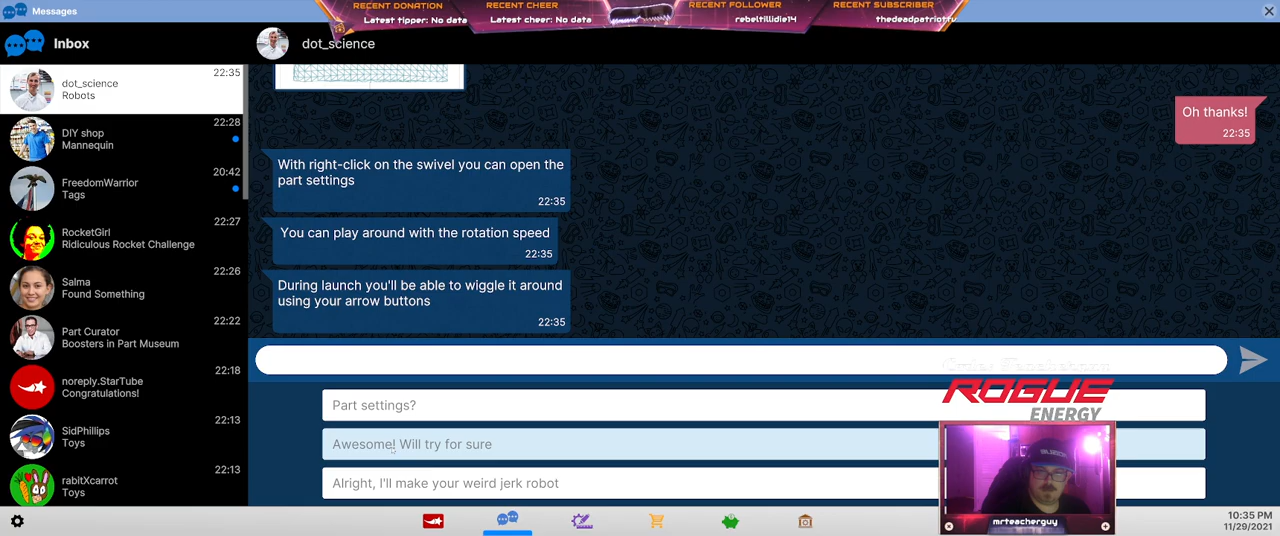 Messages
RECENT DONATION
Latest tipper: No data
RECENT CHEER
Latest cheer: No data
RECENT FOLLOWER
rebeltillidie14
RECENT SUBSCRIBER
thedeadpatriottv
Inbox
dot_science
dot_science
Robots
22:35
DIY shop
Mannequin
22:28
FreedomWarrior
Tags
20:42
RocketGirl
Ridiculous Rocket Challenge
22:27
Salma
Found Something
22:26
Part Curator
Boosters in Part Museum
22:22
noreply.StarTube
Congratulations!
22:18
SidPhillips
Toys
22:13
rabitXcarrot
Toys
22:13
Oh thanks!
22:35
With right-click on the swivel you can open the
part settings
22:35
You can play around with the rotation speed
22:35
During launch you'll be able to wiggle it around
using your arrow buttons
22:35
Part settings?
Awesome! Will try for sure
Alright, I'll make your weird jerk robot
ROGUE
ENERGY
mrteacherguy
10:35 PM
11/29/2021